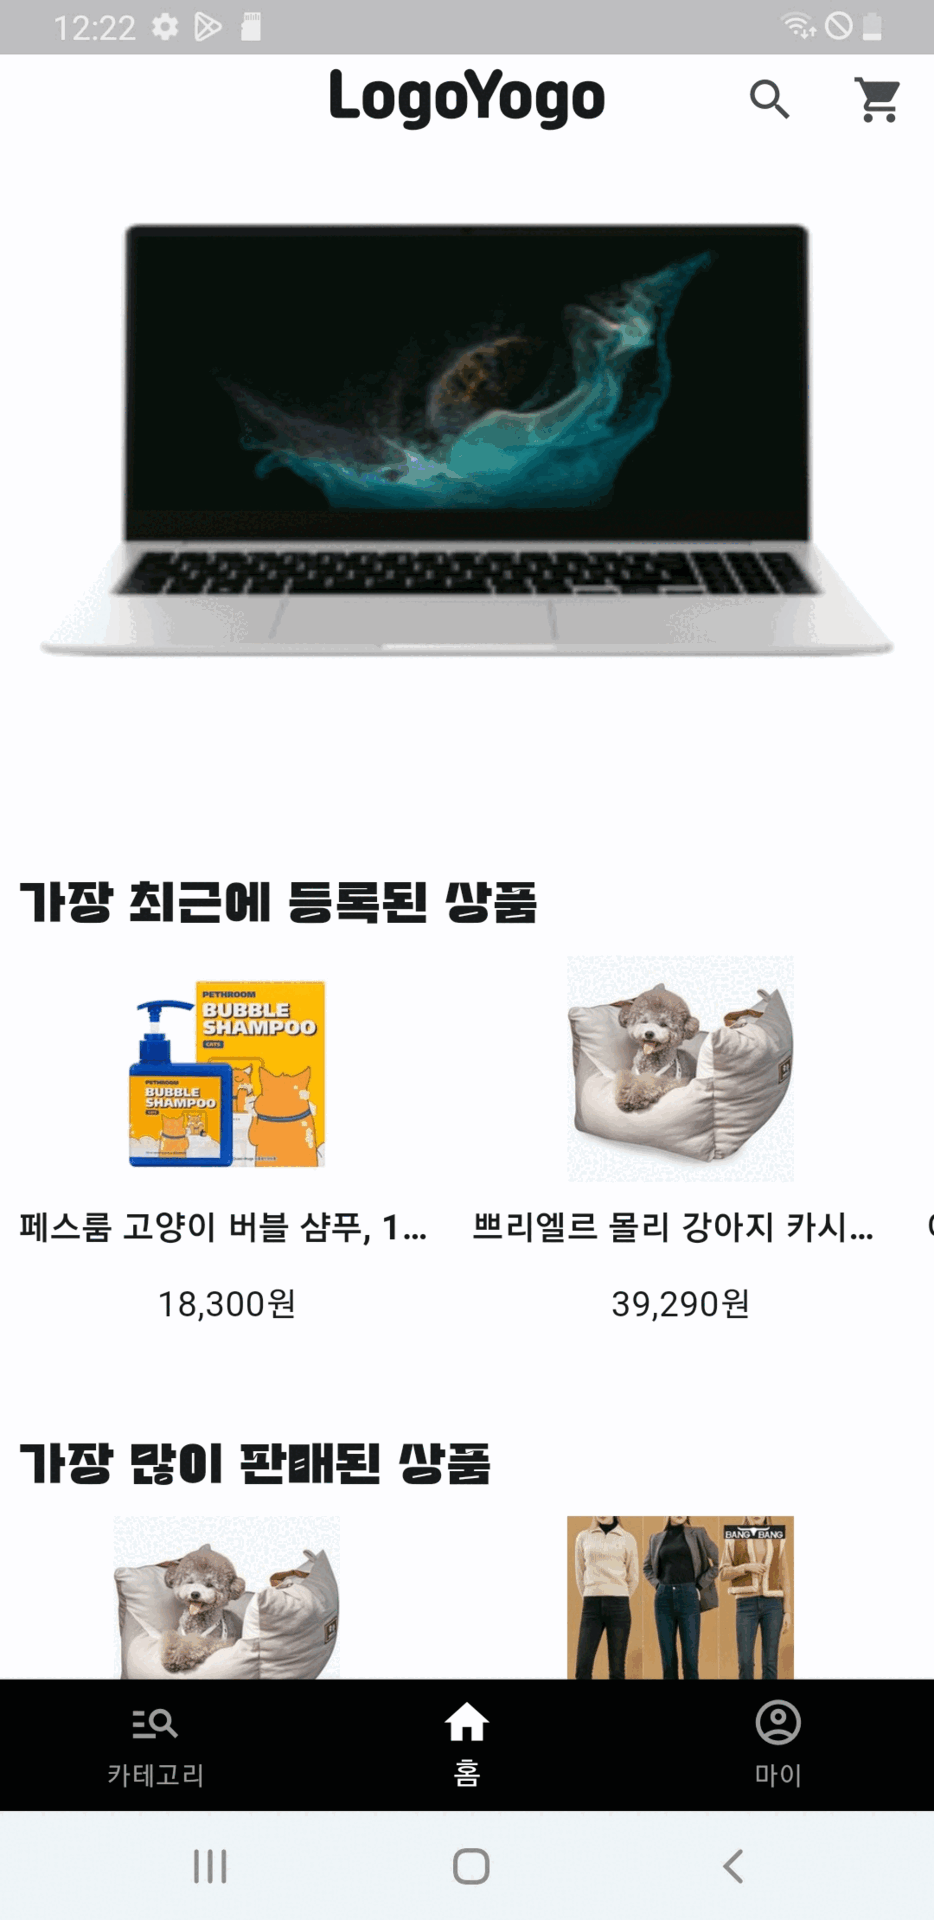 12:22
LogoYogo
가장 최근에 등록된 상품
PETHROOM
BUBBLE
SHAMPOO
CATS
PETHROOM
BUBBLE
SHAMPOO
페스룸 고양이 버블 샴푸, 1...
쁘리엘르 몰리 강아지 카시...
18,300원
39,290원
가장 많이 판매된 상품
BANG BANG
카테고리
홈
마이